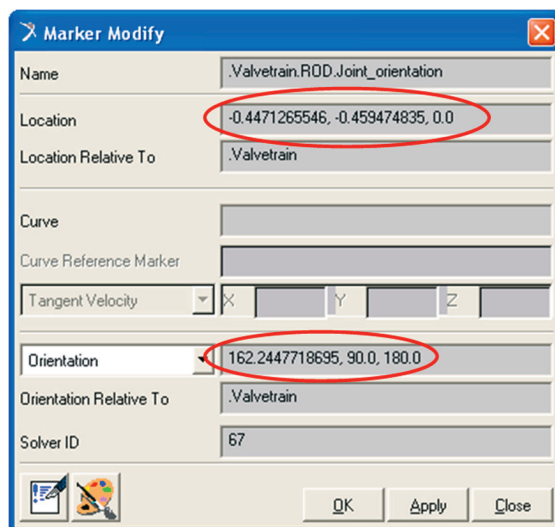 Marker Modify
Name .Valvetrain.ROD.Joint_orientation
Location -0.4471265546, -0.459474835, 0.0
Location Relative To .Valvetrain
Curve
Curve Reference Marker
Tangent Velocity X Y Z
Orientation 162.2447718695, 90.0, 180.0
Orientation Relative To .Valvetrain
Solver ID 67
OK Apply Close